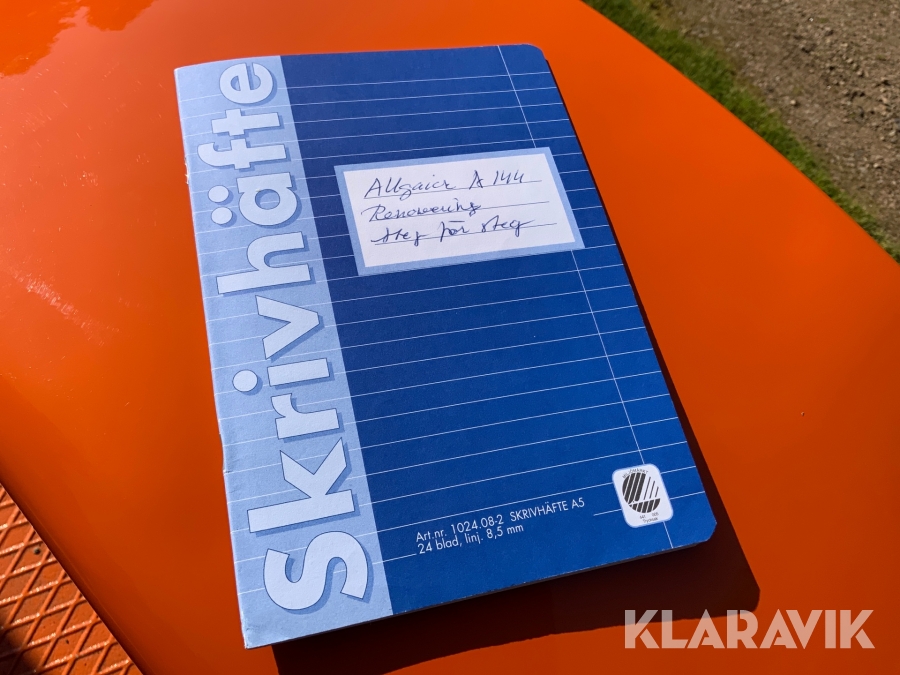 Skrivhäfte
Allgaier A 144
Renovering
steg för steg
Art.nr. 1024.08-2 SKRIVHÄFTE A5
24 blad, linj. 8,5 mm
KLARAVIK